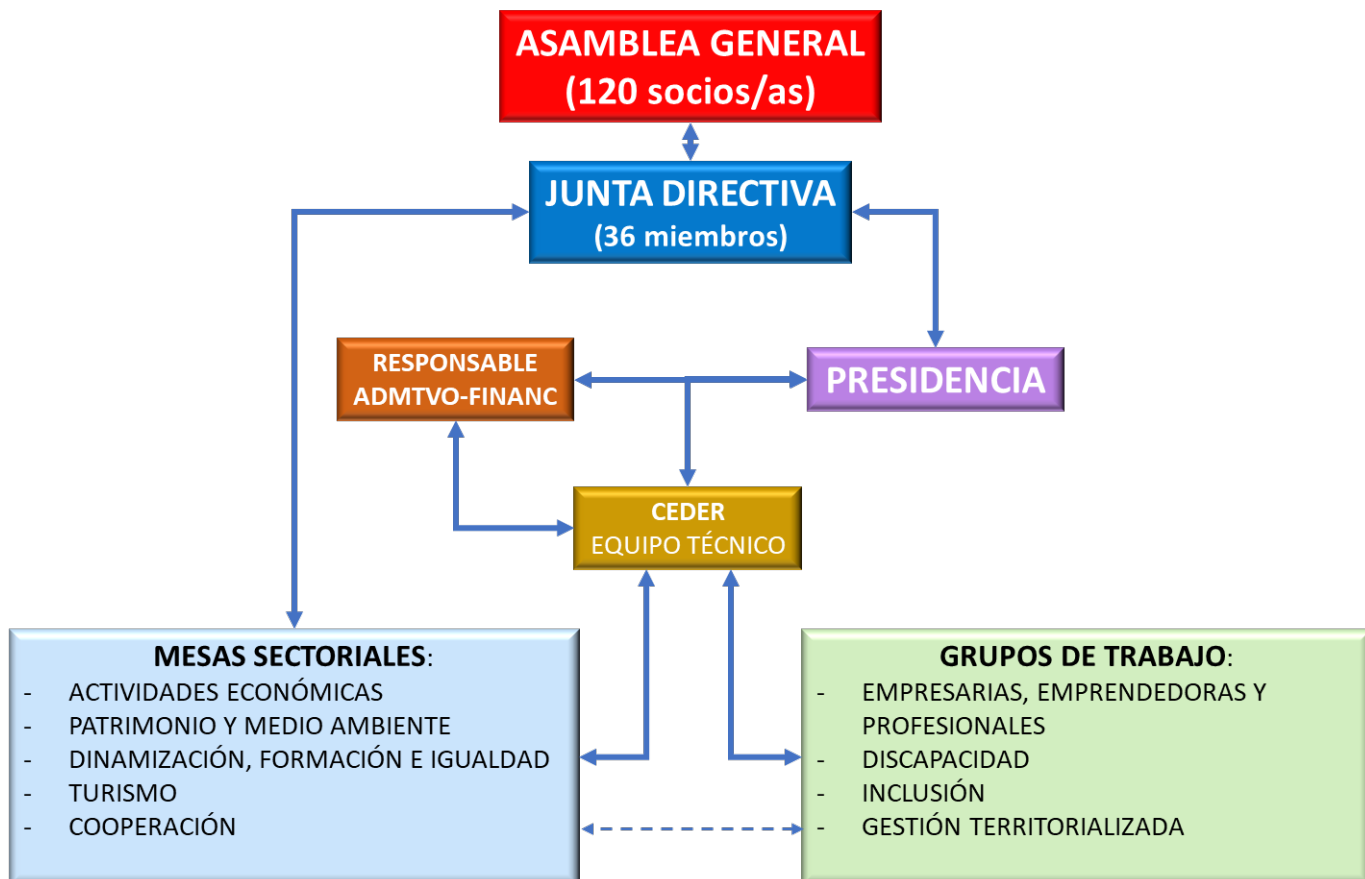 ASAMBLEA GENERAL
(120 socios/as)
JUNTA DIRECTIVA
(36 miembros)
RESPONSABLE
ADMTVO-FINANC
PRESIDENCIA
CEDER
EQUIPO TÉCNICO
MESAS SECTORIALES:
- ACTIVIDADES ECONÓMICAS
- PATRIMONIO Y MEDIO AMBIENTE
- DINAMIZACIÓN, FORMACIÓN E IGUALDAD
- TURISMO
- COOPERACIÓN
GRUPOS DE TRABAJO:
- EMPRESARIAS, EMPRENDEDORAS Y
PROFESIONALES
- DISCAPACIDAD
- INCLUSIÓN
- GESTIÓN TERRITORIALIZADA